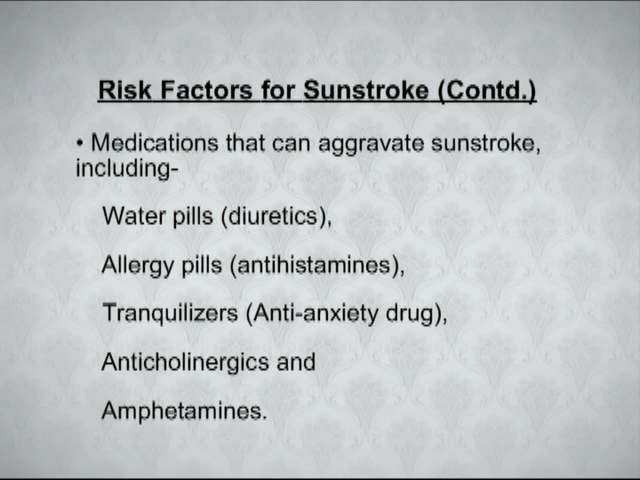 Risk Factors for Sunstroke (Contd.)
• Medications that can aggravate sunstroke,
including-
Water pills (diuretics),
Allergy pills (antihistamines),
Tranquilizers (Anti-anxiety drug),
Anticholinergics and
Amphetamines.